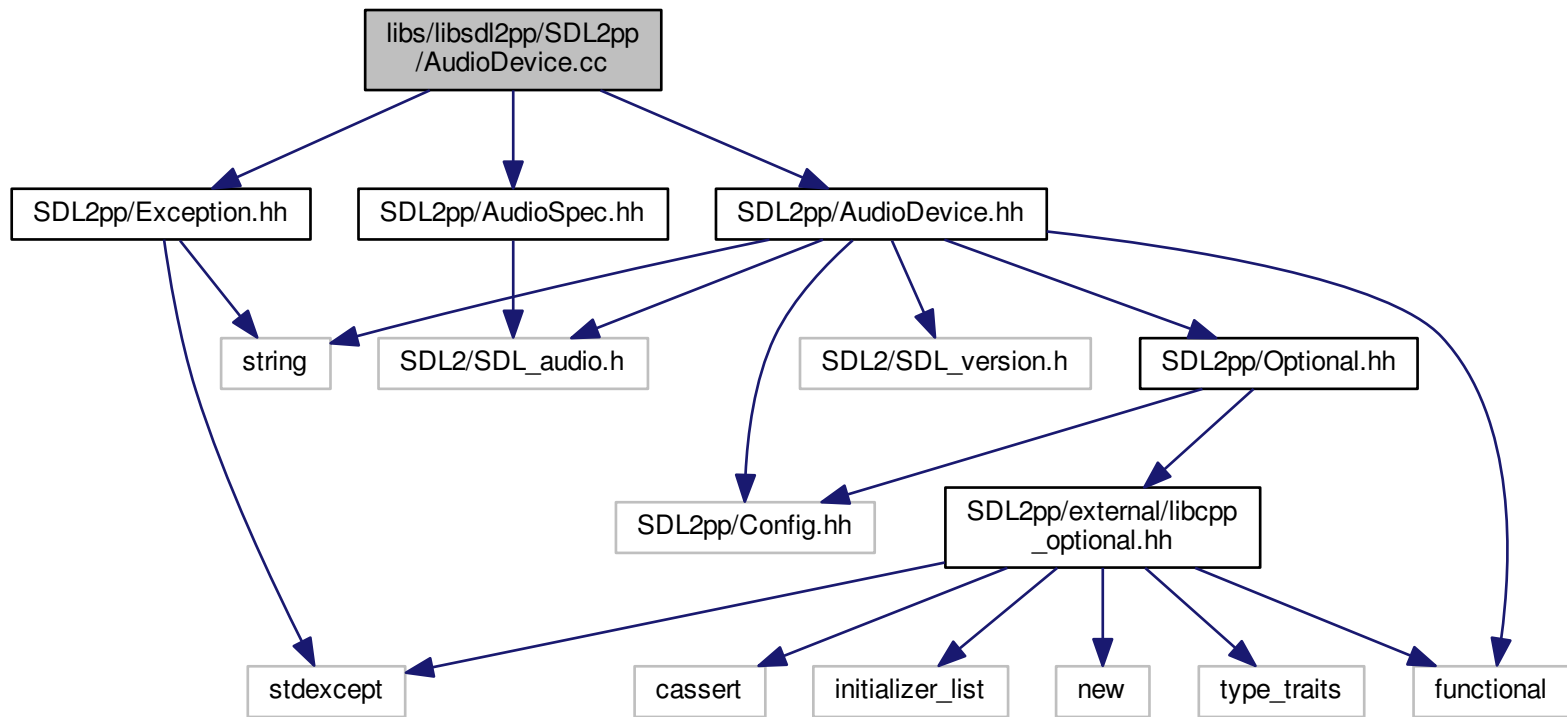 libs/libsdl2pp/SDL2pp
/AudioDevice.cc
SDL2pp/Exception.hh
SDL2pp/AudioSpec.hh
SDL2pp/AudioDevice.hh
string
SDL2/SDL_audio.h
SDL2/SDL_version.h
SDL2pp/Optional.hh
SDL2pp/Config.hh
SDL2pp/external/libcpp
_optional.hh
stdexcept
cassert
initializer_list
new
type_traits
functional